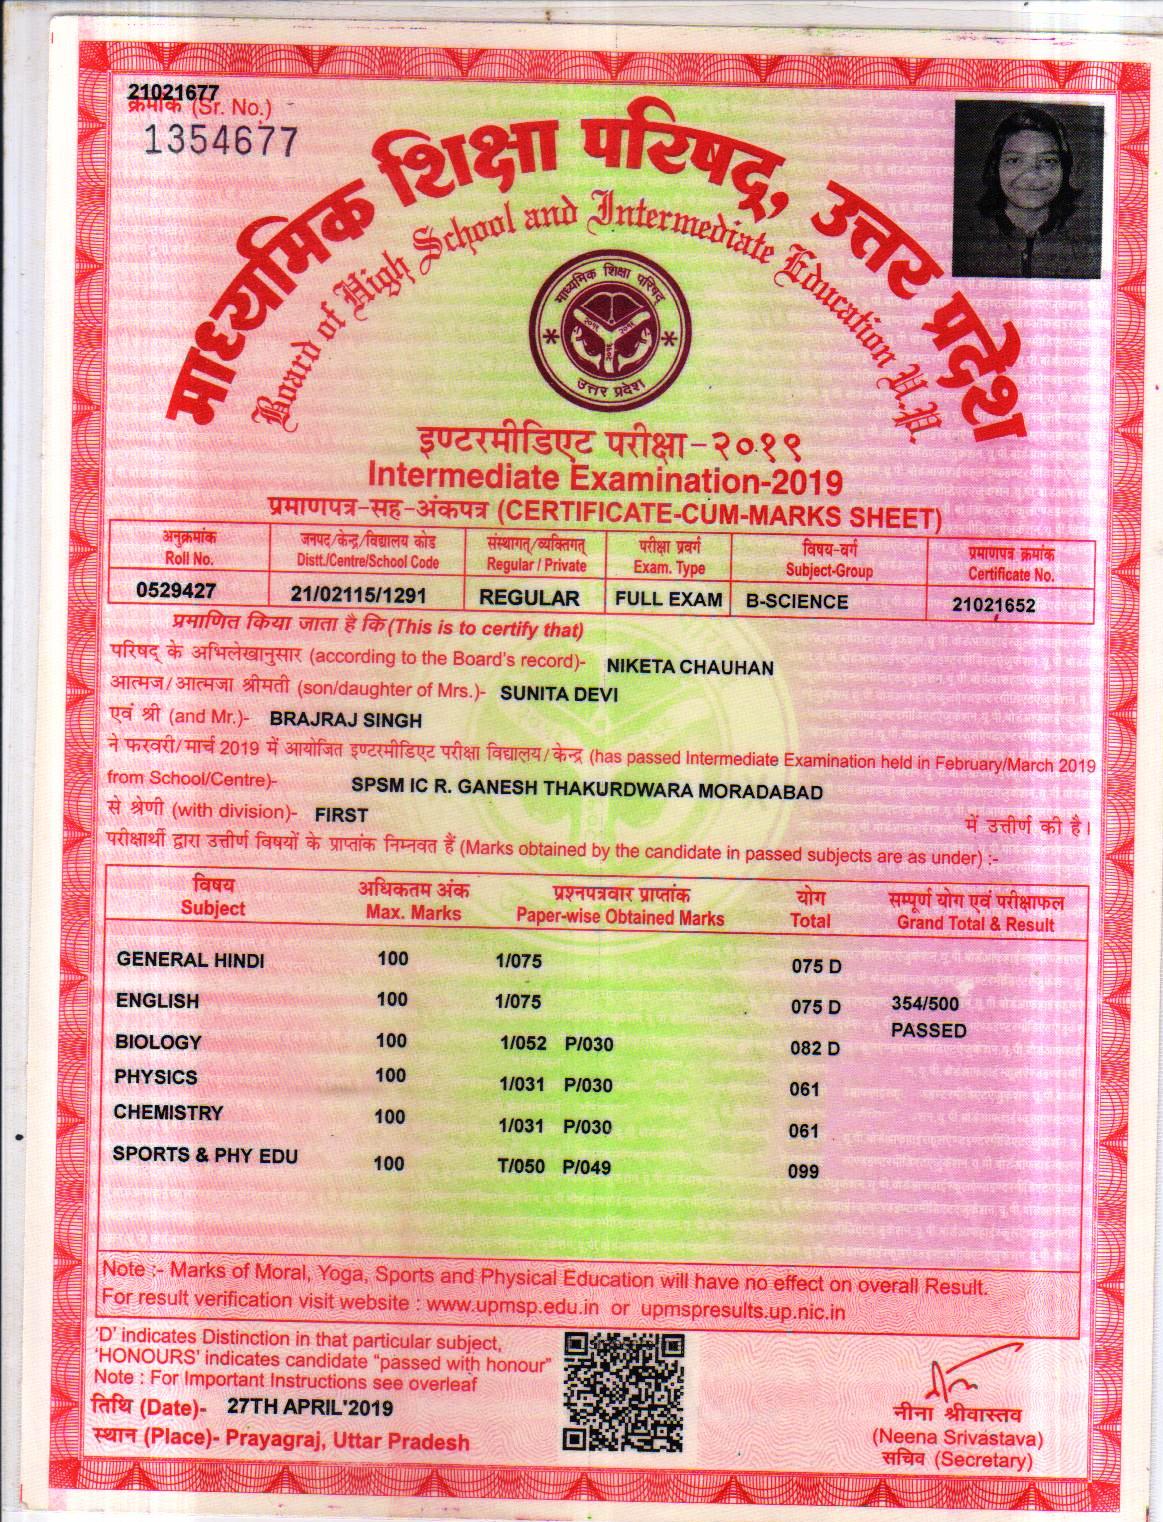 21021677
क्रमांक (Sr. No.)
1354677
माध्यमिक शिक्षा परिषद्, उत्तर प्रदेश
Board of High School and Intermediate Education U.P.
माध्यमिक शिक्षा परिषद्
उत्तर प्रदेश
इण्टरमीडिएट परीक्षा-२०१९
Intermediate Examination-2019
प्रमाणपत्र-सह-अंकपत्र (CERTIFICATE-CUM-MARKS SHEET)
अनुक्रमांक जनपद/केन्द्र/विद्यालय कोड संस्थागत्/व्यक्तिगत् परीक्षा प्रवर्ग विषय-वर्ग प्रमाणपत्र क्रमांक
Roll No. Distt./Centre/School Code Regular / Private Exam. Type Subject-Group Certificate No.
0529427 21/02115/1291 REGULAR FULL EXAM B-SCIENCE 21021652
प्रमाणित किया जाता है कि (This is to certify that)
परिषद् के अभिलेखानुसार (according to the Board's record)- NIKETA CHAUHAN
आत्मज/आत्मजा श्रीमती (son/daughter of Mrs.)- SUNITA DEVI
एवं श्री (and Mr.)- BRAJRAJ SINGH
ने फरवरी/मार्च 2019 में आयोजित इण्टरमीडिएट परीक्षा विद्यालय/केन्द्र (has passed Intermediate Examination held in February/March 2019
from School/Centre)- SPSM IC R. GANESH THAKURDWARA MORADABAD
से श्रेणी (with division)- FIRST में उत्तीर्ण की है।
परीक्षार्थी द्वारा उत्तीर्ण विषयों के प्राप्तांक निम्नवत हैं (Marks obtained by the candidate in passed subjects are as under) :-
विषय अधिकतम अंक प्रश्नपत्रवार प्राप्तांक योग सम्पूर्ण योग एवं परीक्षाफल
Subject Max. Marks Paper-wise Obtained Marks Total Grand Total & Result
GENERAL HINDI 100 1/075 075 D
ENGLISH 100 1/075 075 D 354/500
PASSED
BIOLOGY 100 1/052 P/030 082 D
PHYSICS 100 1/031 P/030 061
CHEMISTRY 100 1/031 P/030 061
SPORTS & PHY EDU 100 T/050 P/049 099
Note :- Marks of Moral, Yoga, Sports and Physical Education will have no effect on overall Result.
For result verification visit website : www.upmsp.edu.in or upmspresults.up.nic.in
'D' indicates Distinction in that particular subject,
'HONOURS' indicates candidate "passed with honour"
Note : For Important Instructions see overleaf
तिथि (Date)- 27TH APRIL'2019
स्थान (Place)- Prayagraj, Uttar Pradesh
नीना श्रीवास्तव
(Neena Srivastava)
सचिव (Secretary)